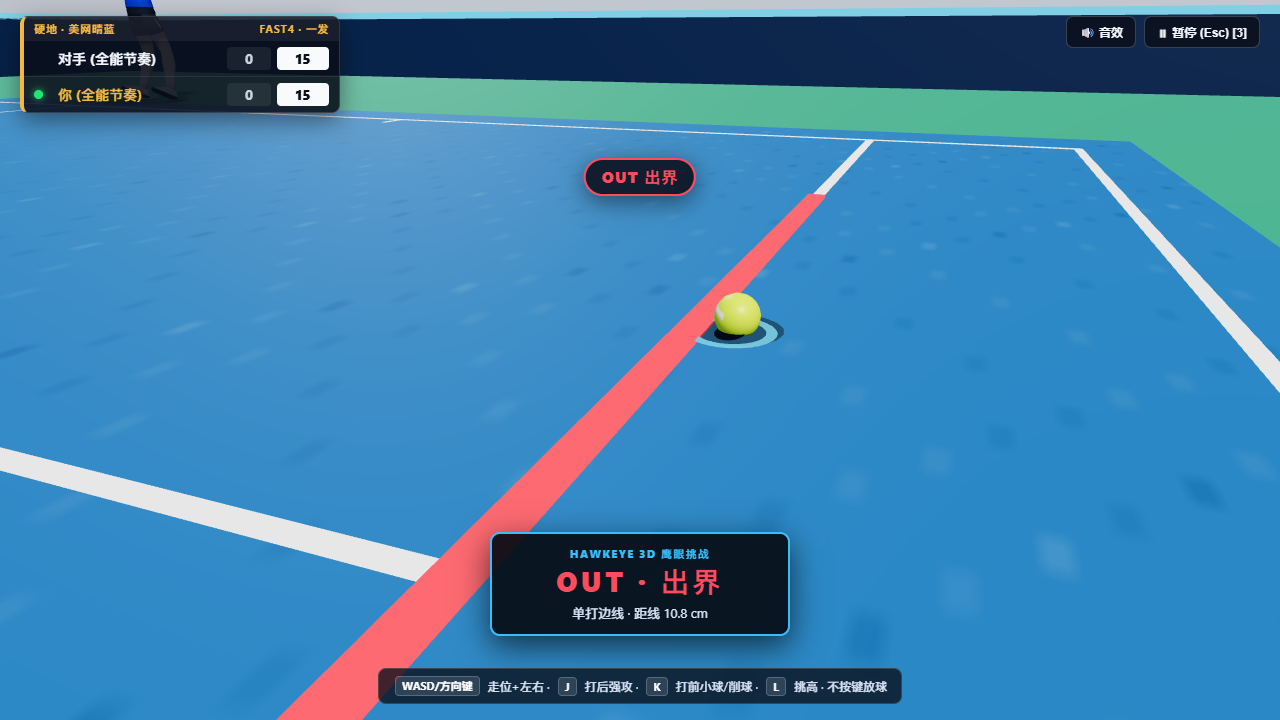 硬地 · 美网晴蓝 FAST4 · 一发
对手 (全能节奏) 0 15
你 (全能节奏) 0 15
音效
暂停 (Esc) [3]
OUT 出界
HAWKEYE 3D 鹰眼挑战
OUT · 出界
单打边线 · 距线 10.8 cm
WASD/方向键 走位+左右 · J 打后强攻 · K 打前小球/削球 · L 挑高 · 不按键放球